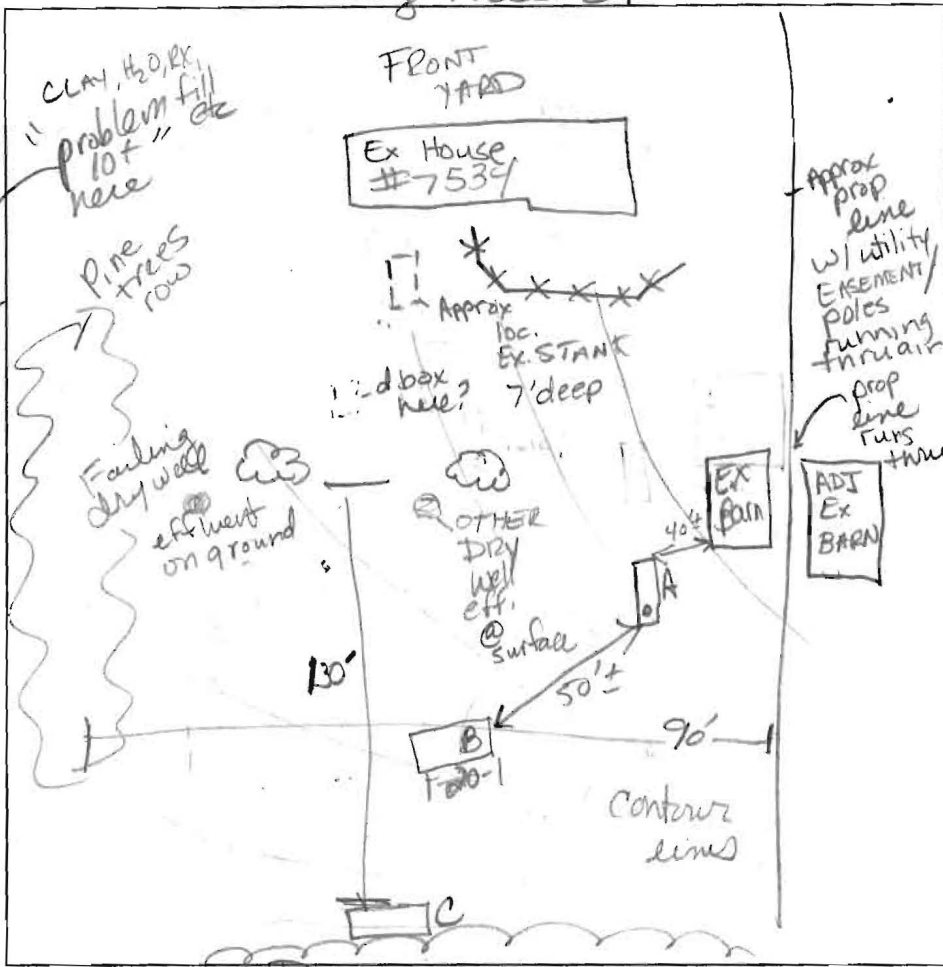 " CLAY, H2O, RX,
problem fill
10+ " etc
here
FRONT
YARD
Ex House
# 7534
Pine
trees
row
Approx
loc.
Ex. STANK
7' deep
d.box
here?
Approx
prop
line
w/ utility
EASEMENT/
poles
running
thru air
prop
line
runs
thru
Failing
dry well
effluent
on ground
OTHER
DRY
well
eff.
@
surface
EX
Barn
ADJ
Ex
BARN
40'±
A
130'
50'±
B
90'
Contour
lines
C